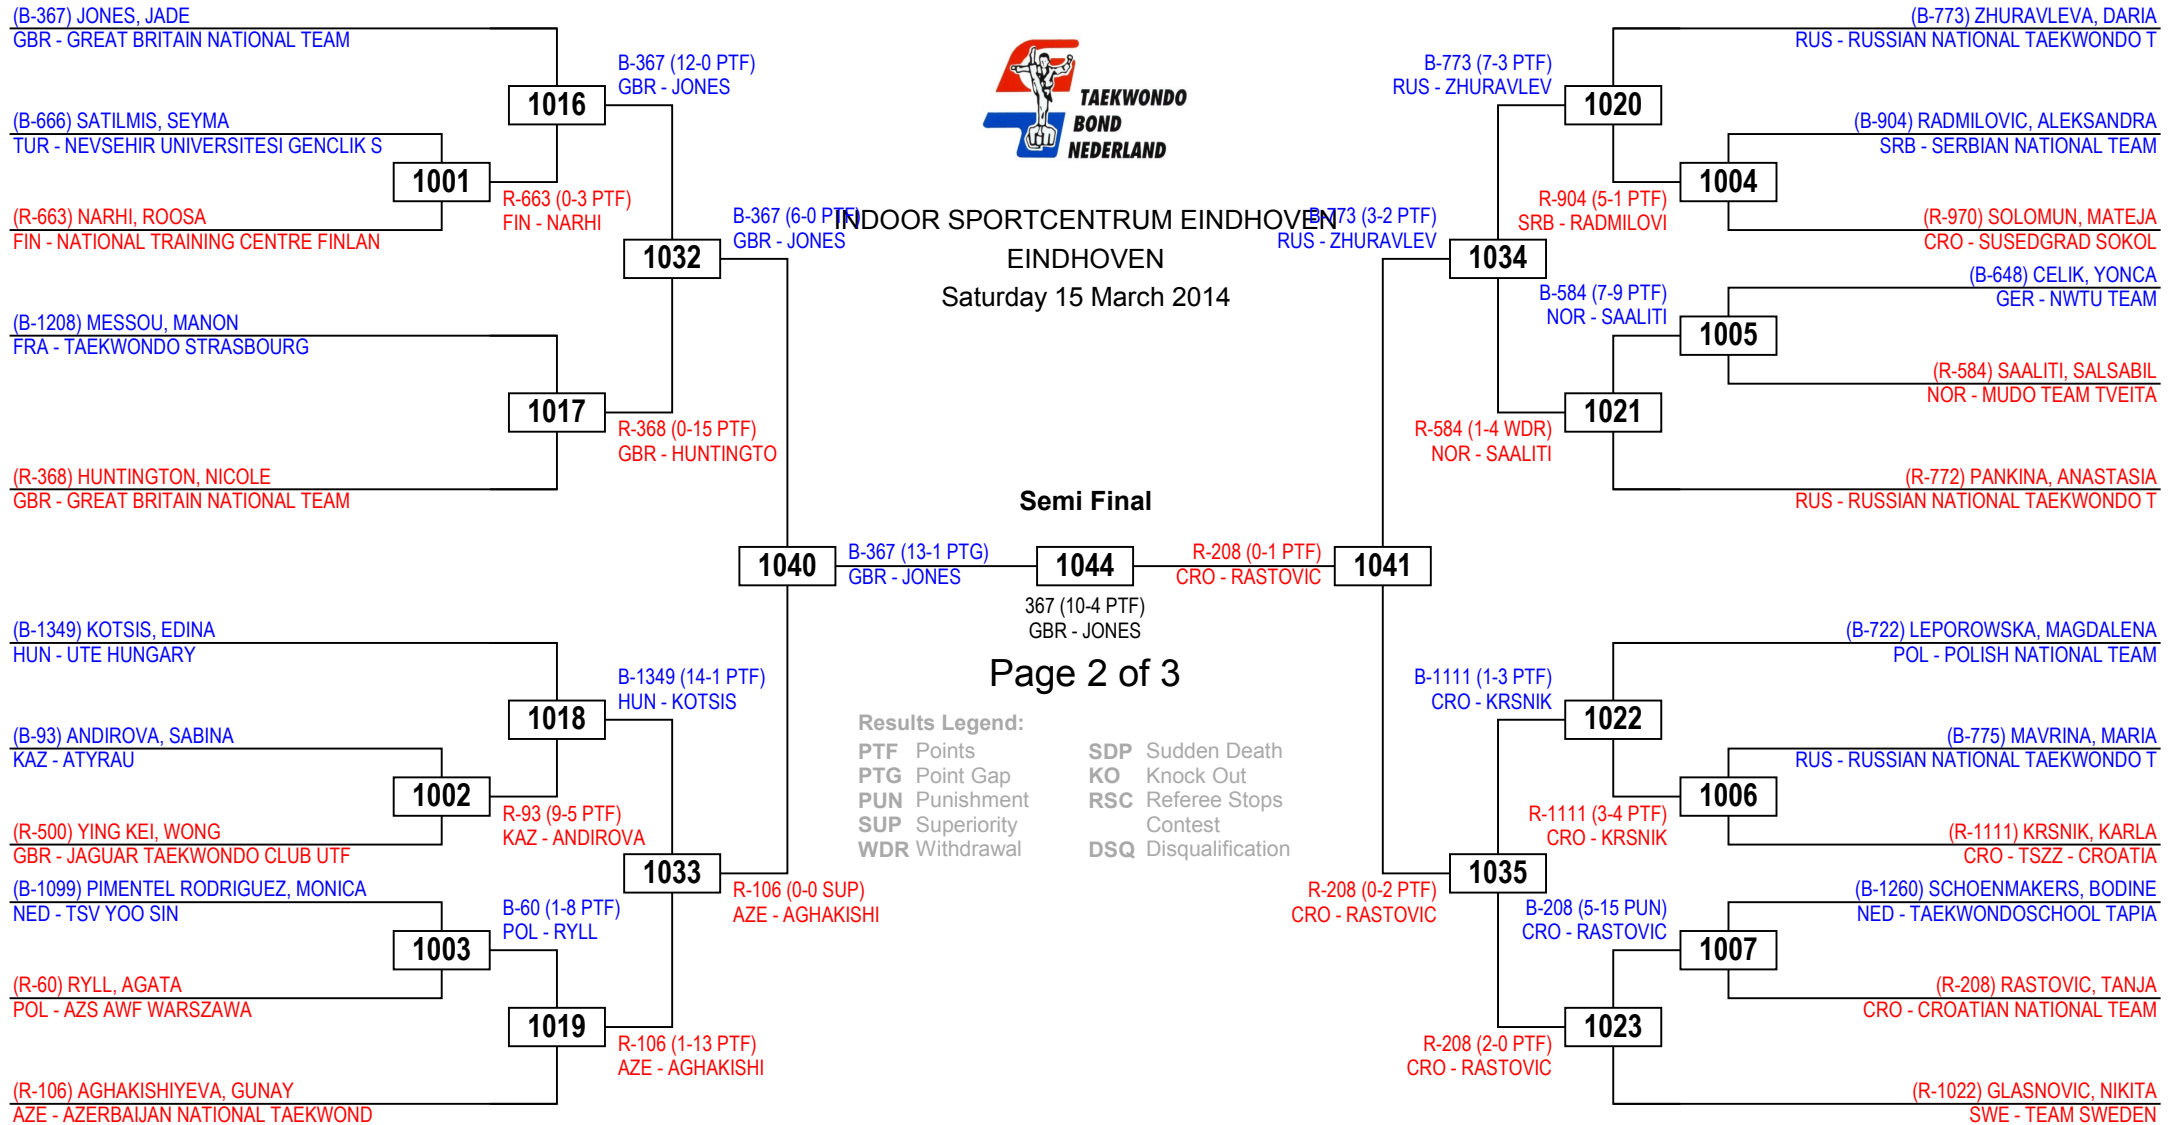 (B-367) JONES, JADE
GBR - GREAT BRITAIN NATIONAL TEAM
(B-666) SATILMIS, SEYMA
TUR - NEVSEHIR UNIVERSITESI GENCLIK S
1001
(R-663) NARHI, ROOSA
FIN - NATIONAL TRAINING CENTRE FINLAN
1016
R-663 (0-3 PTF)
FIN - NARHI
B-367 (12-0 PTF)
GBR - JONES
(B-1208) MESSOU, MANON
FRA - TAEKWONDO STRASBOURG
1017
(R-368) HUNTINGTON, NICOLE
GBR - GREAT BRITAIN NATIONAL TEAM
R-368 (0-15 PTF)
GBR - HUNTINGTO
1032
B-367 (6-0 PTF)
GBR - JONES
(B-1349) KOTSIS, EDINA
HUN - UTE HUNGARY
(B-93) ANDIROVA, SABINA
KAZ - ATYRAU
1002
(R-500) YING KEI, WONG
GBR - JAGUAR TAEKWONDO CLUB UTF
1018
R-93 (9-5 PTF)
KAZ - ANDIROVA
B-1349 (14-1 PTF)
HUN - KOTSIS
(B-1099) PIMENTEL RODRIGUEZ, MONICA
NED - TSV YOO SIN
1003
(R-60) RYLL, AGATA
POL - AZS AWF WARSZAWA
B-60 (1-8 PTF)
POL - RYLL
1019
(R-106) AGHAKISHIYEVA, GUNAY
AZE - AZERBAIJAN NATIONAL TAEKWOND
R-106 (1-13 PTF)
AZE - AGHAKISHI
1033
R-106 (0-0 SUP)
AZE - AGHAKISHI
1040
B-367 (13-1 PTG)
GBR - JONES
TAEKWONDO
BOND
NEDERLAND
INDOOR SPORTCENTRUM EINDHOVEN
EINDHOVEN
Saturday 15 March 2014
Semi Final
1044
367 (10-4 PTF)
GBR - JONES
Page 2 of 3
Results Legend:
PTF Points
PTG Point Gap
PUN Punishment
SUP Superiority
WDR Withdrawal
SDP Sudden Death
KO Knock Out
RSC Referee Stops
Contest
DSQ Disqualification
R-208 (0-1 PTF)
CRO - RASTOVIC
1041
(B-773) ZHURAVLEVA, DARIA
RUS - RUSSIAN NATIONAL TAEKWONDO T
B-773 (7-3 PTF)
RUS - ZHURAVLEV
1020
(B-904) RADMILOVIC, ALEKSANDRA
SRB - SERBIAN NATIONAL TEAM
1004
R-904 (5-1 PTF)
SRB - RADMILOVI
(R-970) SOLOMUN, MATEJA
CRO - SUSEDGRAD SOKOL
B-773 (3-2 PTF)
RUS - ZHURAVLEV
1034
(B-648) CELIK, YONCA
GER - NWTU TEAM
B-584 (7-9 PTF)
NOR - SAALITI
1005
(R-584) SAALITI, SALSABIL
NOR - MUDO TEAM TVEITA
1021
R-584 (1-4 WDR)
NOR - SAALITI
(R-772) PANKINA, ANASTASIA
RUS - RUSSIAN NATIONAL TAEKWONDO T
(B-722) LEPOROWSKA, MAGDALENA
POL - POLISH NATIONAL TEAM
B-1111 (1-3 PTF)
CRO - KRSNIK
1022
(B-775) MAVRINA, MARIA
RUS - RUSSIAN NATIONAL TAEKWONDO T
1006
R-1111 (3-4 PTF)
CRO - KRSNIK
(R-1111) KRSNIK, KARLA
CRO - TSZZ - CROATIA
1035
R-208 (0-2 PTF)
CRO - RASTOVIC
(B-1260) SCHOENMAKERS, BODINE
NED - TAEKWONDOSCHOOL TAPIA
B-208 (5-15 PUN)
CRO - RASTOVIC
1007
(R-208) RASTOVIC, TANJA
CRO - CROATIAN NATIONAL TEAM
1023
R-208 (2-0 PTF)
CRO - RASTOVIC
(R-1022) GLASNOVIC, NIKITA
SWE - TEAM SWEDEN